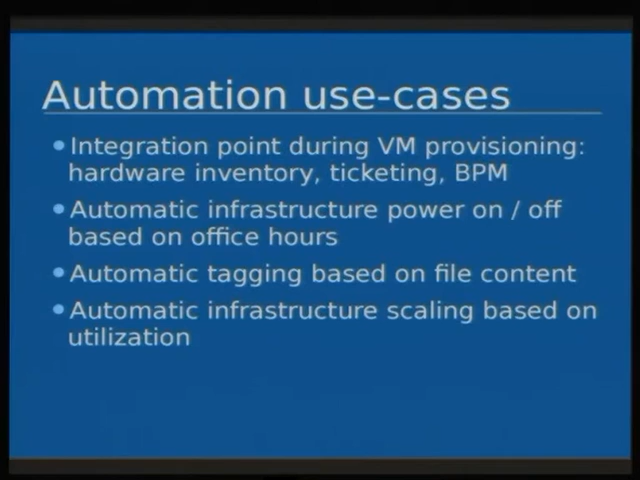 Automation use-cases
•Integration point during VM provisioning:
hardware inventory, ticketing, BPM
•Automatic infrastructure power on / off
based on office hours
•Automatic tagging based on file content
•Automatic infrastructure scaling based on
utilization